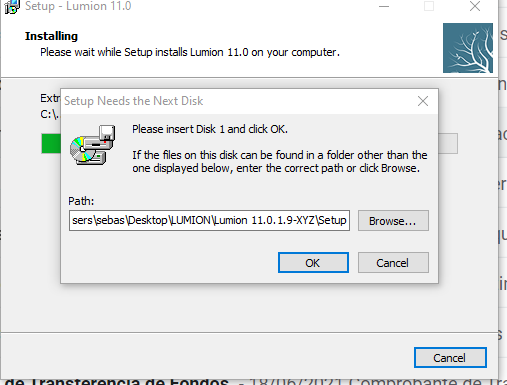 Setup - Lumion 11.0
Installing
Please wait while Setup installs Lumion 11.0 on your computer.
Extr
C:\.
Setup Needs the Next Disk
Please insert Disk 1 and click OK.
If the files on this disk can be found in a folder other than the
one displayed below, enter the correct path or click Browse.
Path:
sers\sebas\Desktop\LUMION\Lumion 11.0.1.9-XYZ\Setup
Browse...
OK
Cancel
Cancel
de Transferencia de Fondos - 18/06/2021 Comprobante de Tra